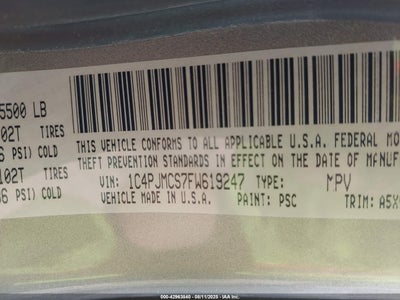 5500 LB
02T TIRES
6 PSI) COLD
102T TIRES
6 PSI) COLD
THIS VEHICLE CONFORMS TO ALL APPLICABLE U.S.A. FEDERAL MO
THEFT PREVENTION STANDARDS IN EFFECT ON THE DATE OF MANUF
VIN: 1C4PJMCS7FW619247 TYPE: MPV
VEHICLE MADE IN U.S.A. PAINT: PSC TRIM: A5X
000-42963840 - 08/11/2025 - IAA Inc.